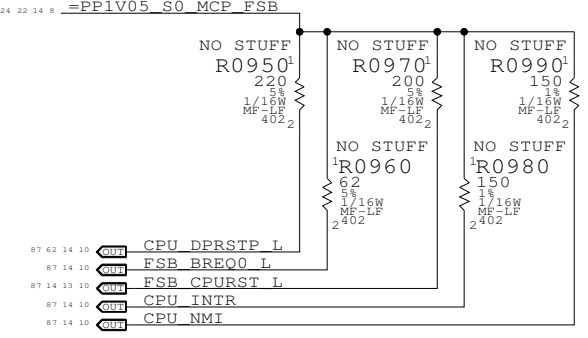 24 22 14 8 =PP1V05_S0_MCP_FSB
NO STUFF NO STUFF NO STUFF
R0950 1 R0970 1 R0990 1
220 200 150
5% 5% 1%
1/16W 1/16W 1/16W
MF-LF MF-LF MF-LF
402 2 402 2 402 2
NO STUFF NO STUFF
1 R0960 1 R0980
62 150
5% 1%
1/16W 1/16W
MF-LF MF-LF
2 402 2 402
87 62 14 10 OUT CPU_DPRSTP_L
87 14 10 OUT FSB_BREQ0_L
87 14 13 10 OUT FSB_CPURST_L
87 14 10 OUT CPU_INTR
87 14 10 OUT CPU_NMI